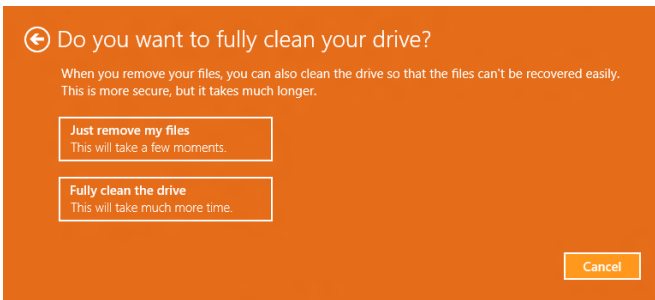 Do you want to fully clean your drive?
When you remove your files, you can also clean the drive so that the files can't be recovered easily.
This is more secure, but it takes much longer.
Just remove my files
This will take a few moments.
Fully clean the drive
This will take much more time.
Cancel